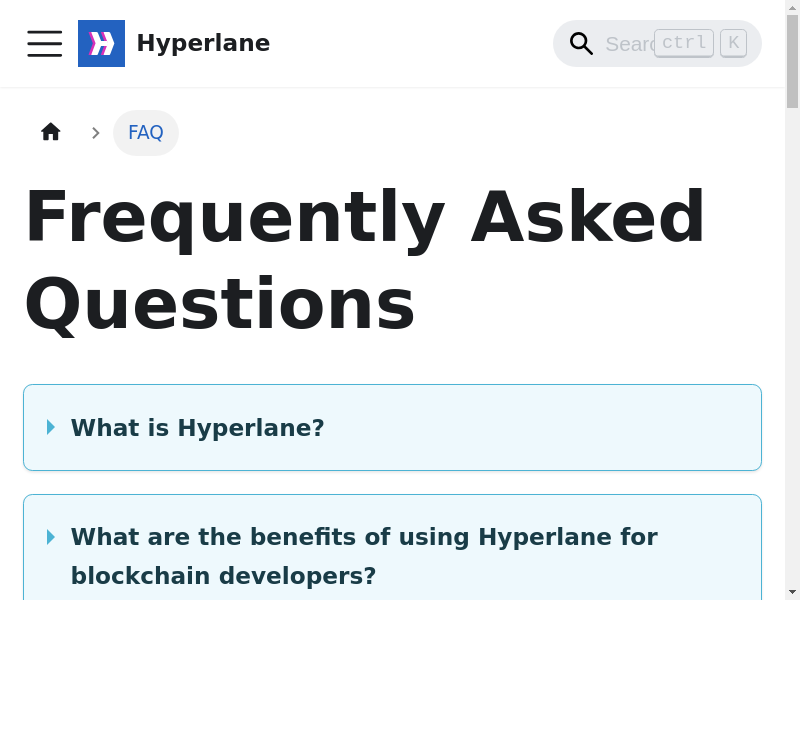 Hyperlane
ctrl K
FAQ
Frequently Asked
Questions
What is Hyperlane?
What are the benefits of using Hyperlane for
blockchain developers?